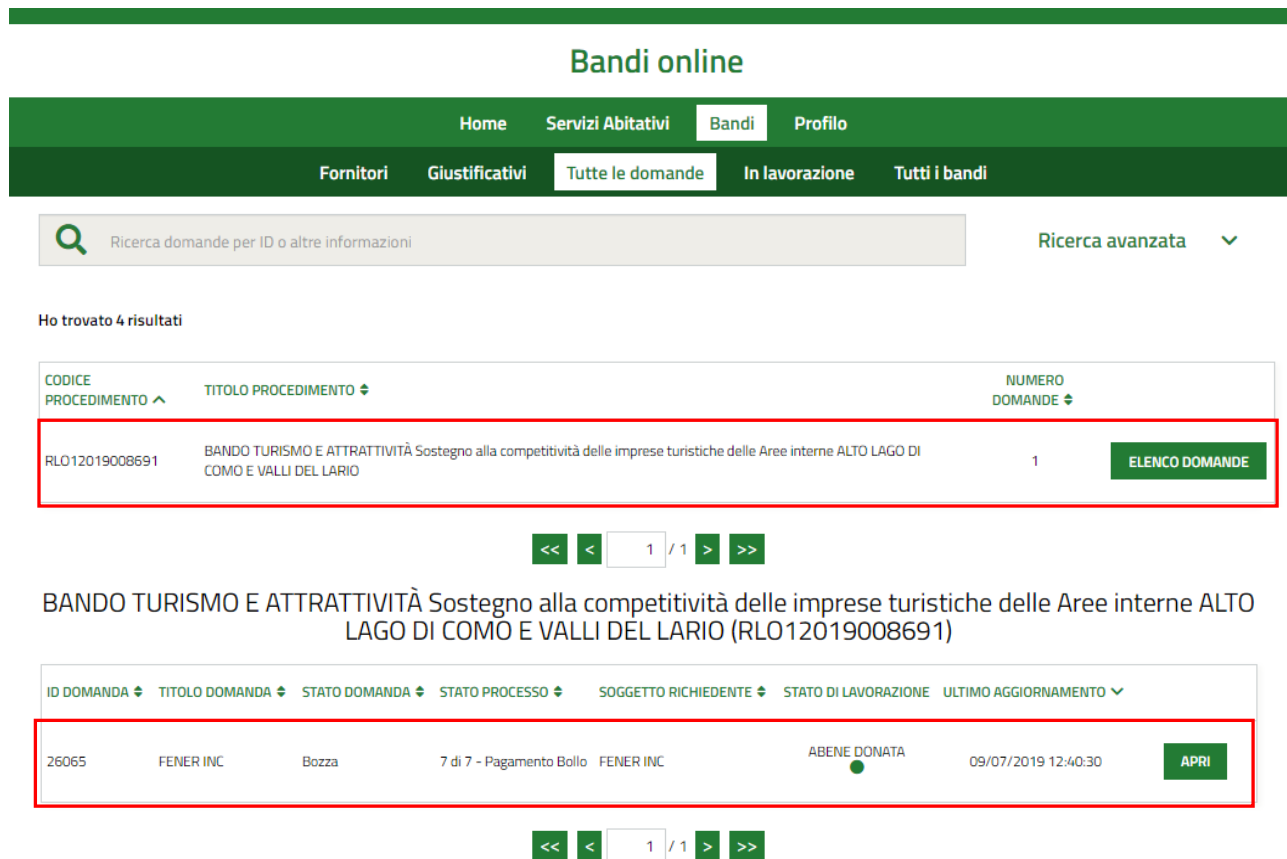 Bandi online
Home Servizi Abitativi Bandi Profilo
Fornitori Giustificativi Tutte le domande In lavorazione Tutti i bandi
Ricerca domande per ID o altre informazioni Ricerca avanzata
Ho trovato 4 risultati
CODICE PROCEDIMENTO TITOLO PROCEDIMENTO NUMERO DOMANDE
RLO12019008691 BANDO TURISMO E ATTRATTIVITÀ Sostegno alla competitività delle imprese turistiche delle Aree interne ALTO LAGO DI
COMO E VALLI DEL LARIO 1 ELENCO DOMANDE
<< < 1 / 1 > >>
BANDO TURISMO E ATTRATTIVITÀ Sostegno alla competitività delle imprese turistiche delle Aree interne ALTO
LAGO DI COMO E VALLI DEL LARIO (RLO12019008691)
ID DOMANDA TITOLO DOMANDA STATO DOMANDA STATO PROCESSO SOGGETTO RICHIEDENTE STATO DI LAVORAZIONE ULTIMO AGGIORNAMENTO
26065 FENER INC Bozza 7 di 7 - Pagamento Bollo FENER INC ABENE DONATA 09/07/2019 12:40:30 APRI
<< < 1 / 1 > >>